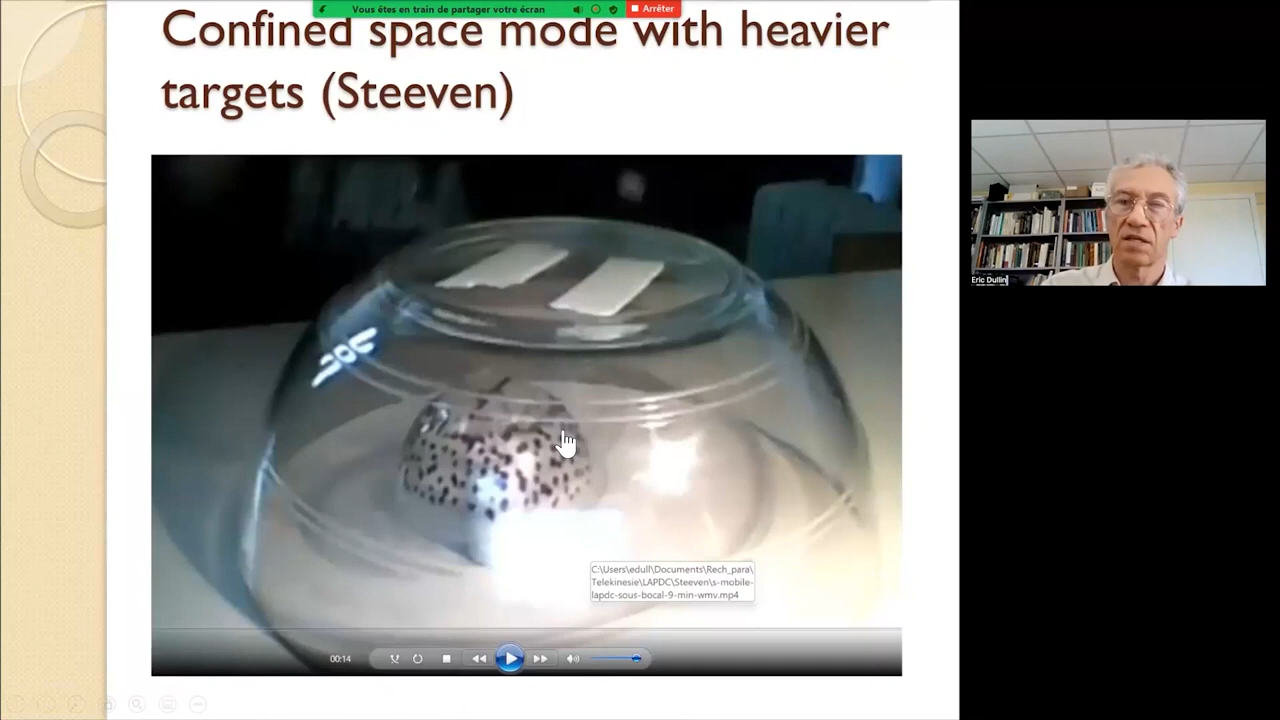 Vous êtes en train de partager votre écran
Arrêter
Confined space mode with heavier
targets (Steeven)
Eric Dullin
C:\Users\edull\Documents\Rech_para\
Telekinesie\LAPDC\Steeven\s-mobile-
lapdc-sous-bocal-9-min-wmv.mp4
00:14